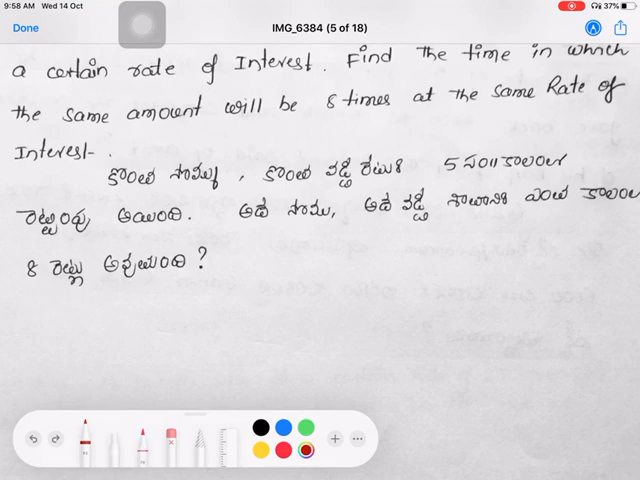 9:58 AM Wed 14 Oct 37%
Done IMG_6384 (5 of 18)
a certain rate of Interest. Find the time in which
the same amount will be 8 times at the same Rate of
Interest-.
కొంత సొమ్ము, కొంత వడ్డీ రేటుకి 5 సం॥కాలంలో
రెట్టింపు అయింది. అదే సొమ్ము, అదే వడ్డీ శాతానికి ఎంత కాలంలో
8 రెట్లు అవుతుంది?